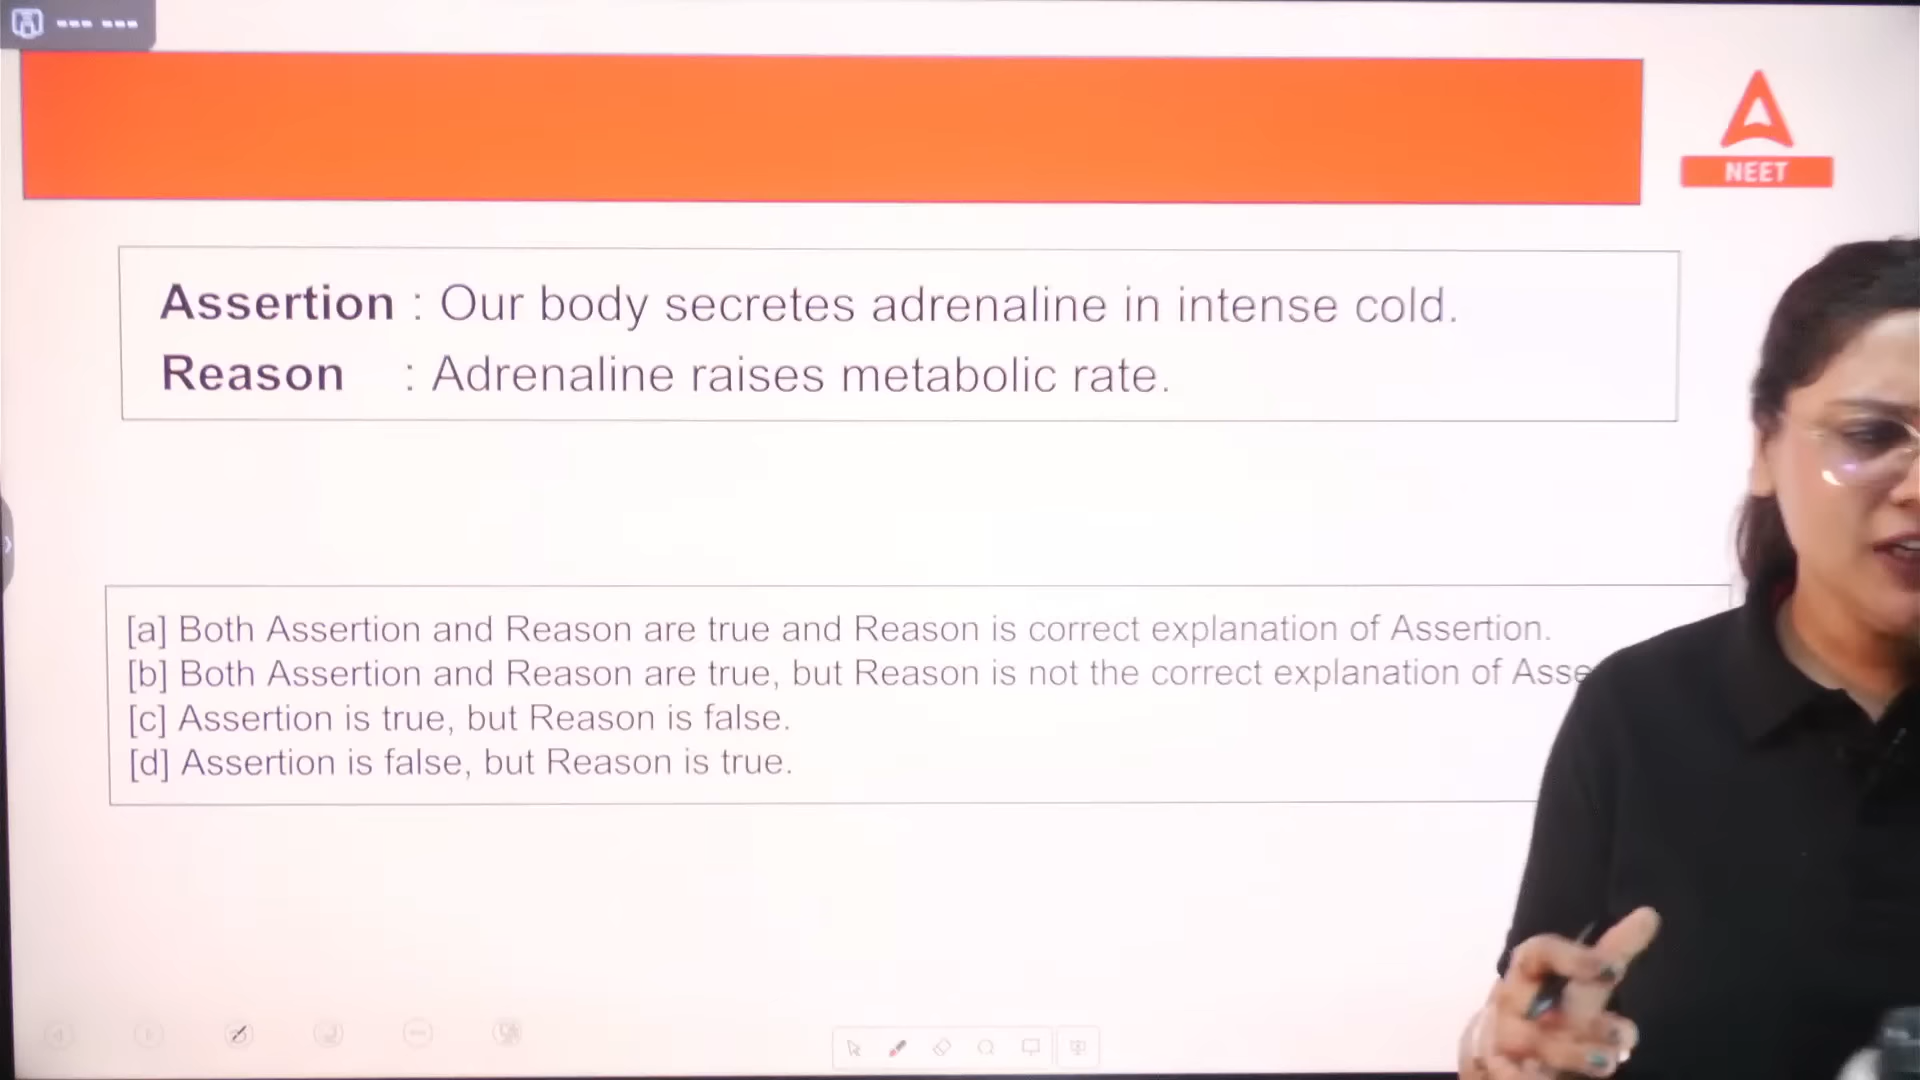 NEET
Assertion : Our body secretes adrenaline in intense cold.
Reason : Adrenaline raises metabolic rate.
[a] Both Assertion and Reason are true and Reason is correct explanation of Assertion.
[b] Both Assertion and Reason are true, but Reason is not the correct explanation of Asse
[c] Assertion is true, but Reason is false.
[d] Assertion is false, but Reason is true.